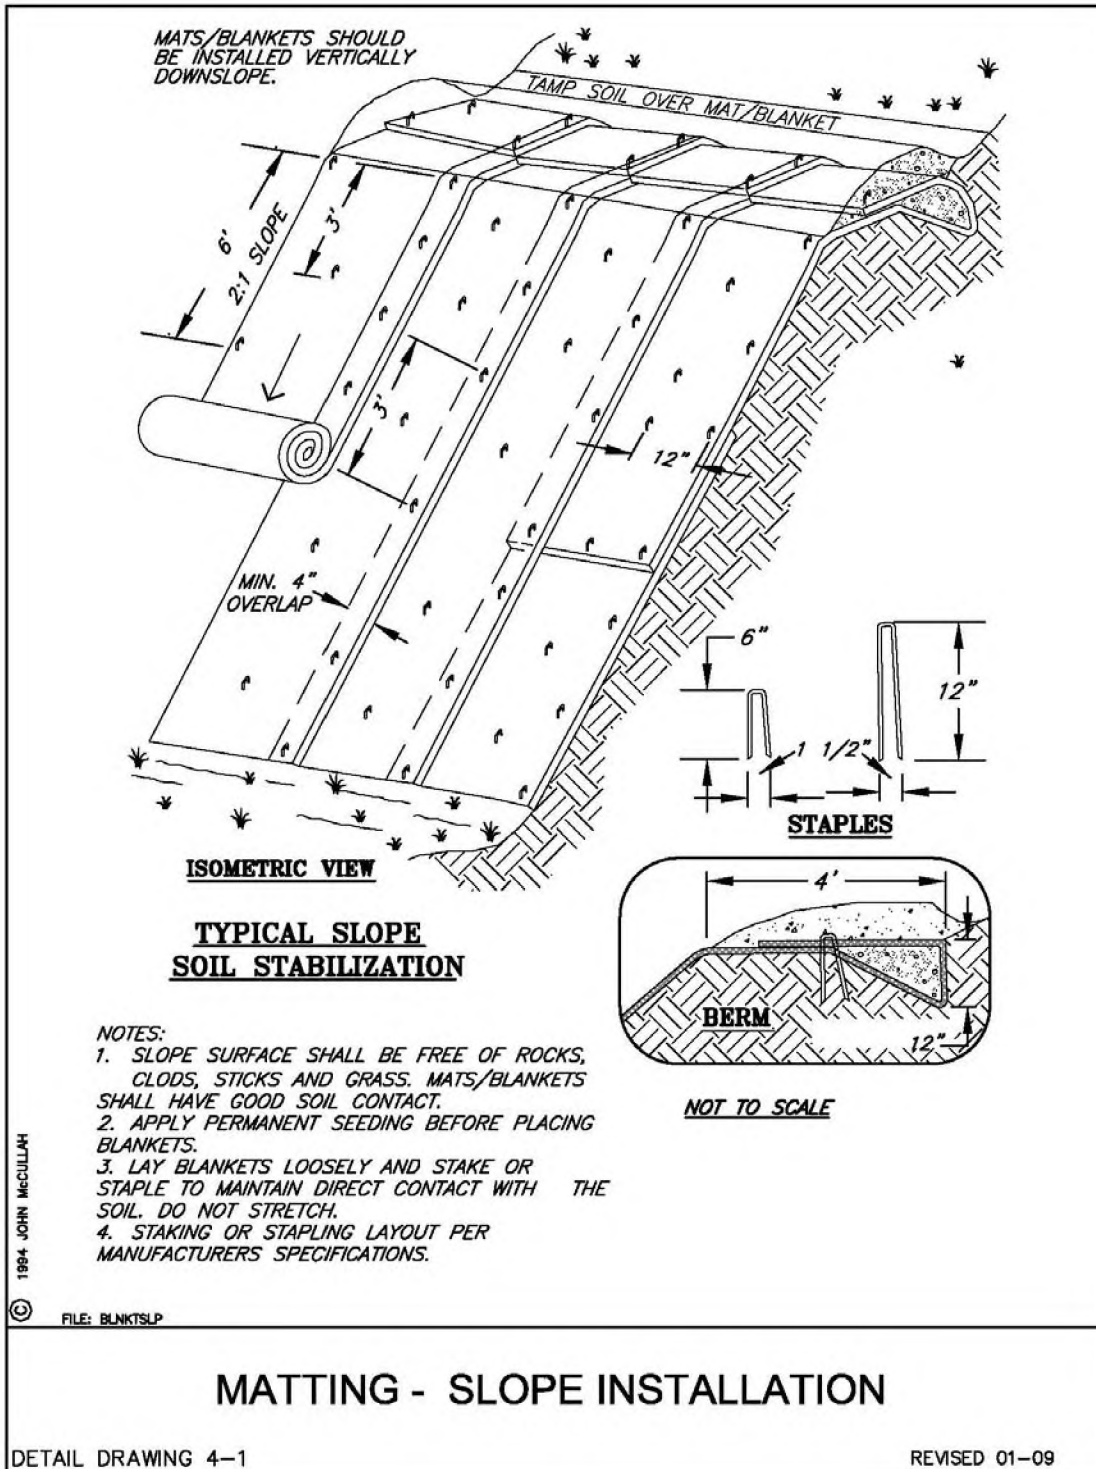 MATS/BLANKETS SHOULD
BE INSTALLED VERTICALLY
DOWNSLOPE.
TAMP SOIL OVER MAT/BLANKET
6'
2:1 SLOPE
3'
3'
12"
MIN. 4"
OVERLAP
6"
12"
1 1/2"
STAPLES
ISOMETRIC VIEW
TYPICAL SLOPE
SOIL STABILIZATION
4'
BERM
12"
NOT TO SCALE
NOTES:
1. SLOPE SURFACE SHALL BE FREE OF ROCKS,
CLODS, STICKS AND GRASS. MATS/BLANKETS
SHALL HAVE GOOD SOIL CONTACT.
2. APPLY PERMANENT SEEDING BEFORE PLACING
BLANKETS.
3. LAY BLANKETS LOOSELY AND STAKE OR
STAPLE TO MAINTAIN DIRECT CONTACT WITH THE
SOIL. DO NOT STRETCH.
4. STAKING OR STAPLING LAYOUT PER
MANUFACTURERS SPECIFICATIONS.
© 1994 JOHN McCULLAH
FILE: BLNKTSLP
MATTING - SLOPE INSTALLATION
DETAIL DRAWING 4-1
REVISED 01-09